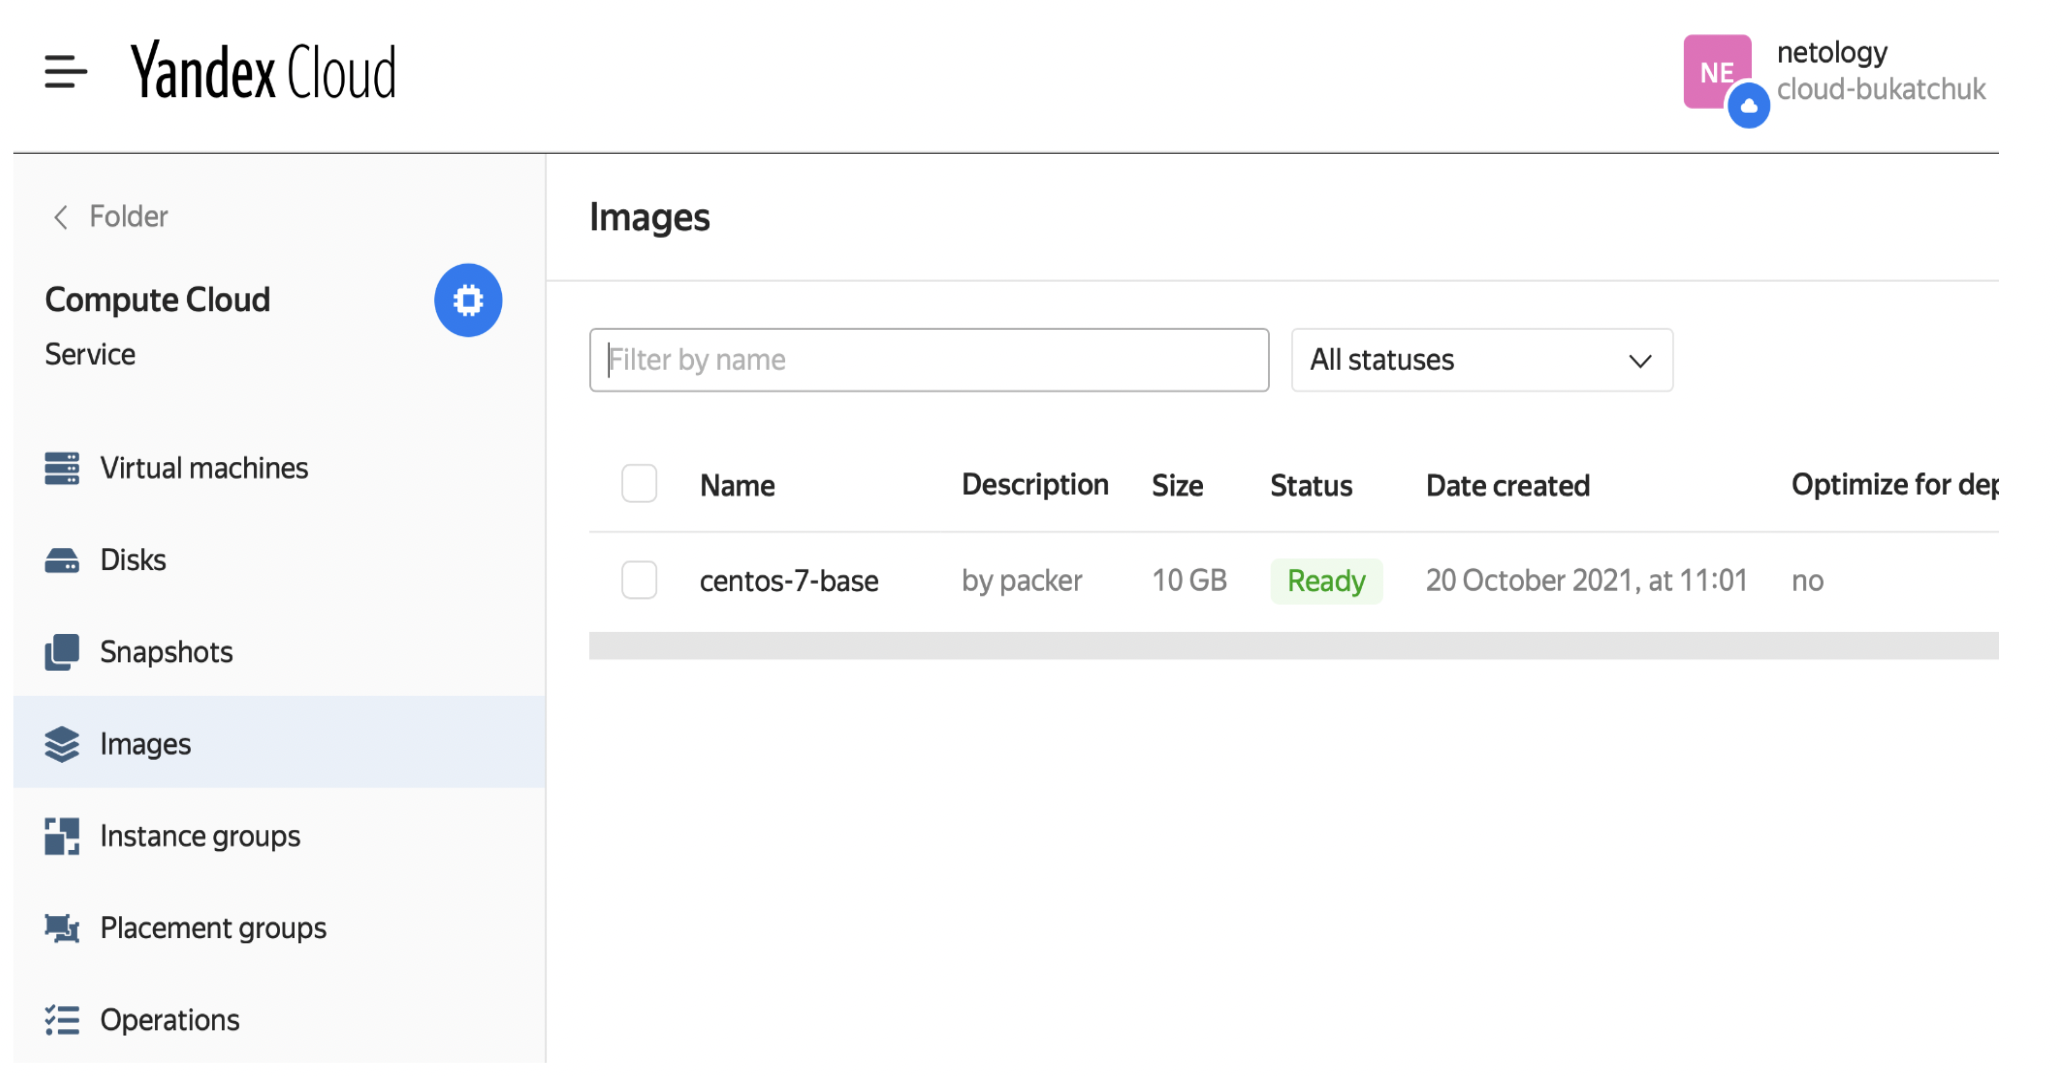 Yandex Cloud
NE
netology
cloud-bukatchuk
Folder
Compute Cloud
Service
Virtual machines
Disks
Snapshots
Images
Instance groups
Placement groups
Operations
Images
Filter by name
All statuses
Name Description Size Status Date created Optimize for dep
centos-7-base by packer 10 GB Ready 20 October 2021, at 11:01 no